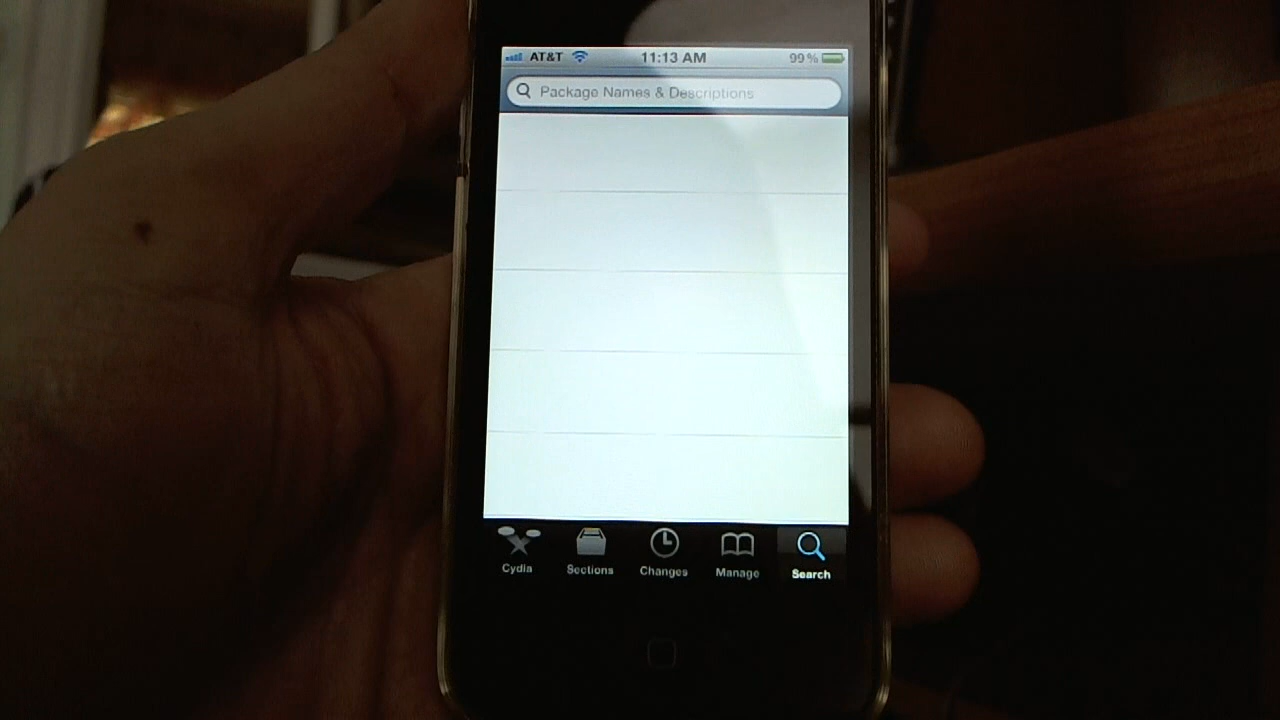 AT&T 11:13 AM 99%
Package Names & Descriptions
Cydia Sections Changes Manage Search